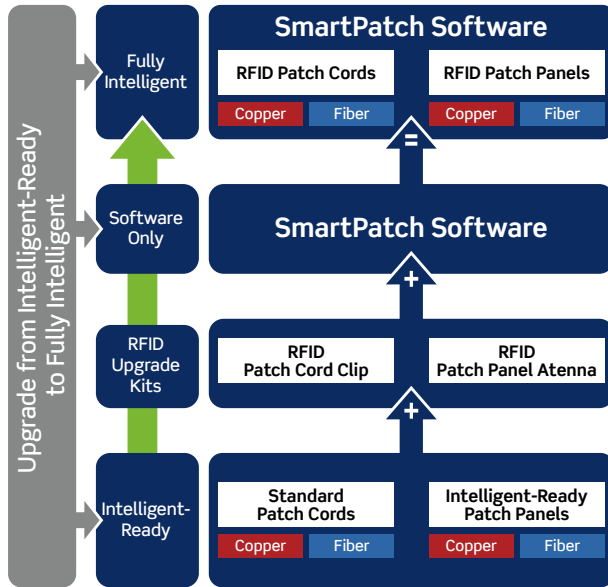 Upgrade from Intelligent-Ready
to Fully Intelligent
Fully
Intelligent
SmartPatch Software
RFID Patch Cords
RFID Patch Panels
Copper
Fiber
Copper
Fiber
=
Software
Only
SmartPatch Software
+
RFID
Upgrade
Kits
RFID
Patch Cord Clip
RFID
Patch Panel Atenna
+
Intelligent-
Ready
Standard
Patch Cords
Intelligent-Ready
Patch Panels
Copper
Fiber
Copper
Fiber